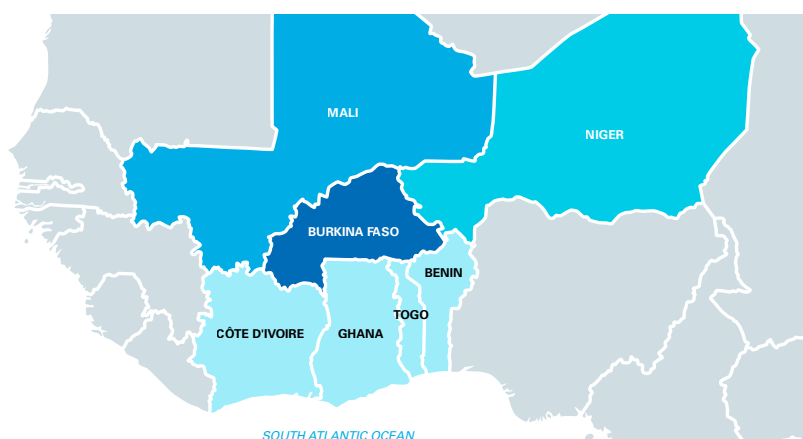 MALI
NIGER
BURKINA FASO
BENIN
TOGO
CÔTE D'IVOIRE
GHANA
SOUTH ATLANTIC OCEAN